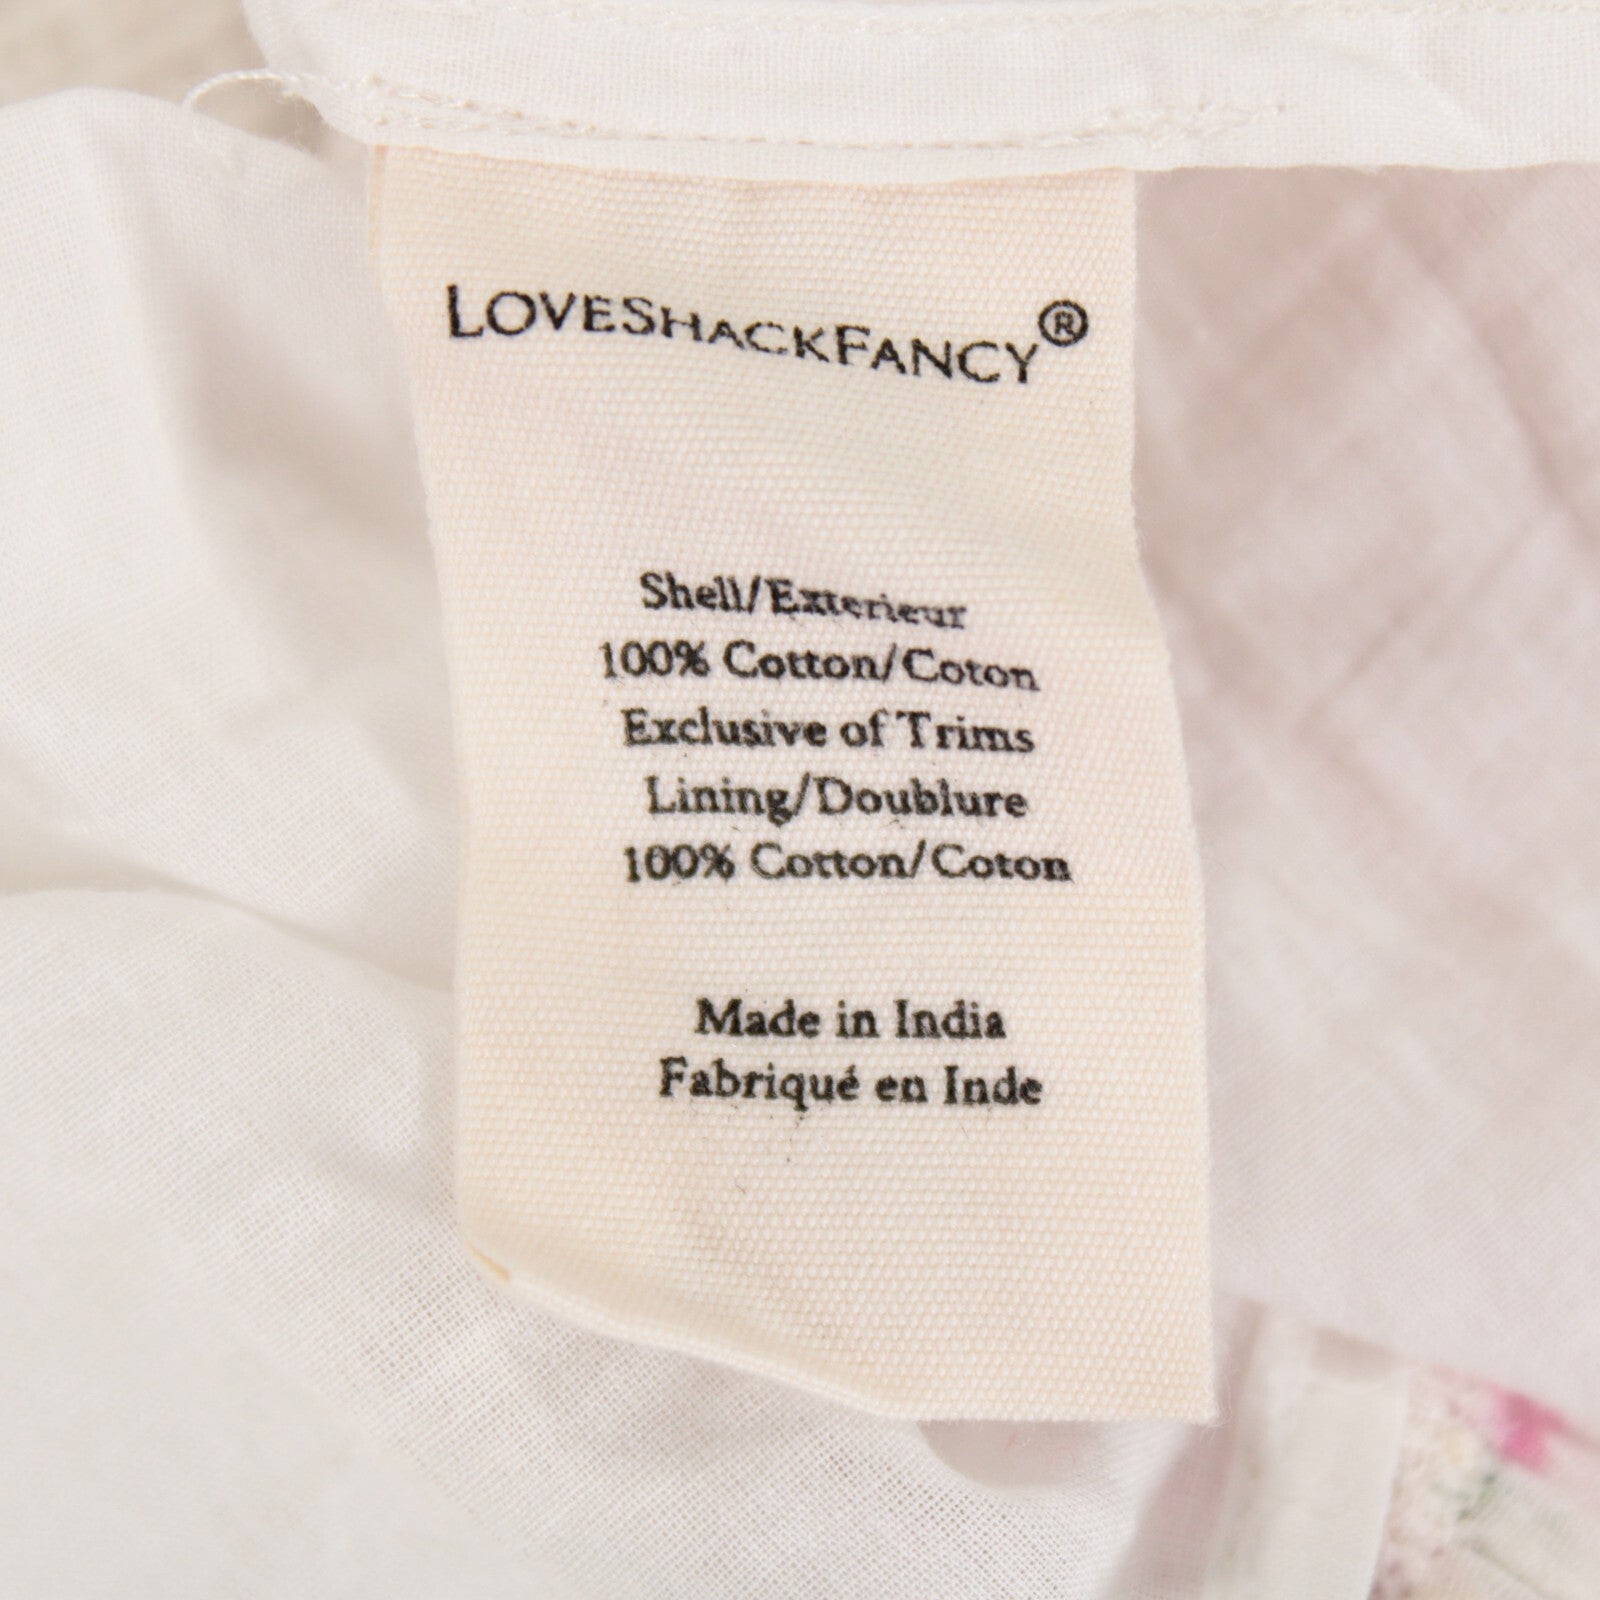 LOVESHACKFANCY®
Shell/Exterieur
100% Cotton/Coton
Exclusive of Trims
Lining/Doublure
100% Cotton/Coton
Made in India
Fabriqué en Inde